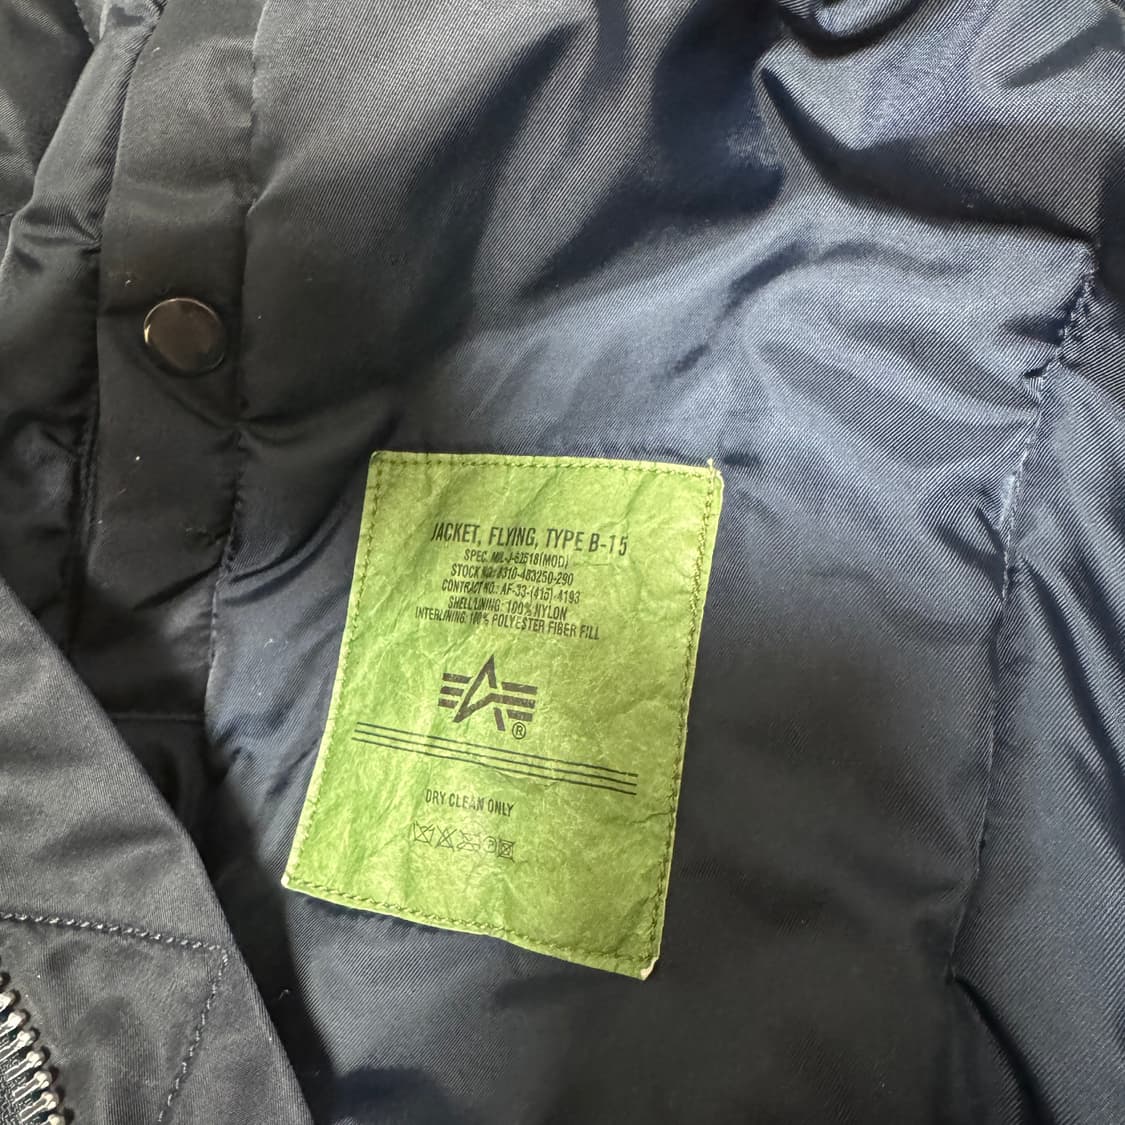 JACKET, FLYING, TYPE B-15
SPEC. MIL-J-62518(MOD)
STOCK NO.: 8310-483250-290
CONTRACT NO.: AF-33-(415)-4193
SHELL/LINING: 100% NYLON
INTERLINING: 100% POLYESTER FIBER FILL
®
DRY CLEAN ONLY